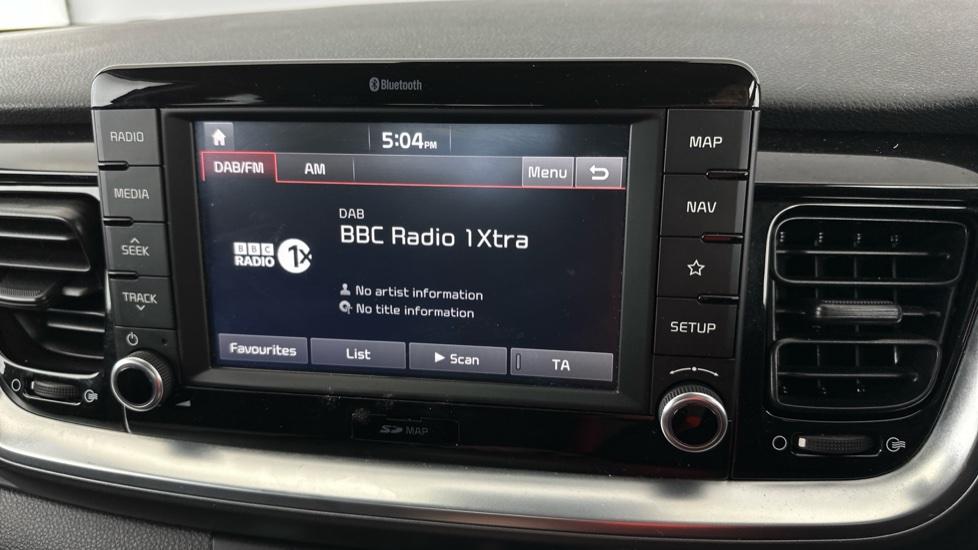 Bluetooth
RADIO
MEDIA
SEEK
TRACK
5:04PM
DAB/FM AM Menu
DAB
BBC Radio 1Xtra
BBC
RADIO 1X
No artist information
No title information
Favourites List Scan TA
MAP
NAV
SETUP
SD MAP